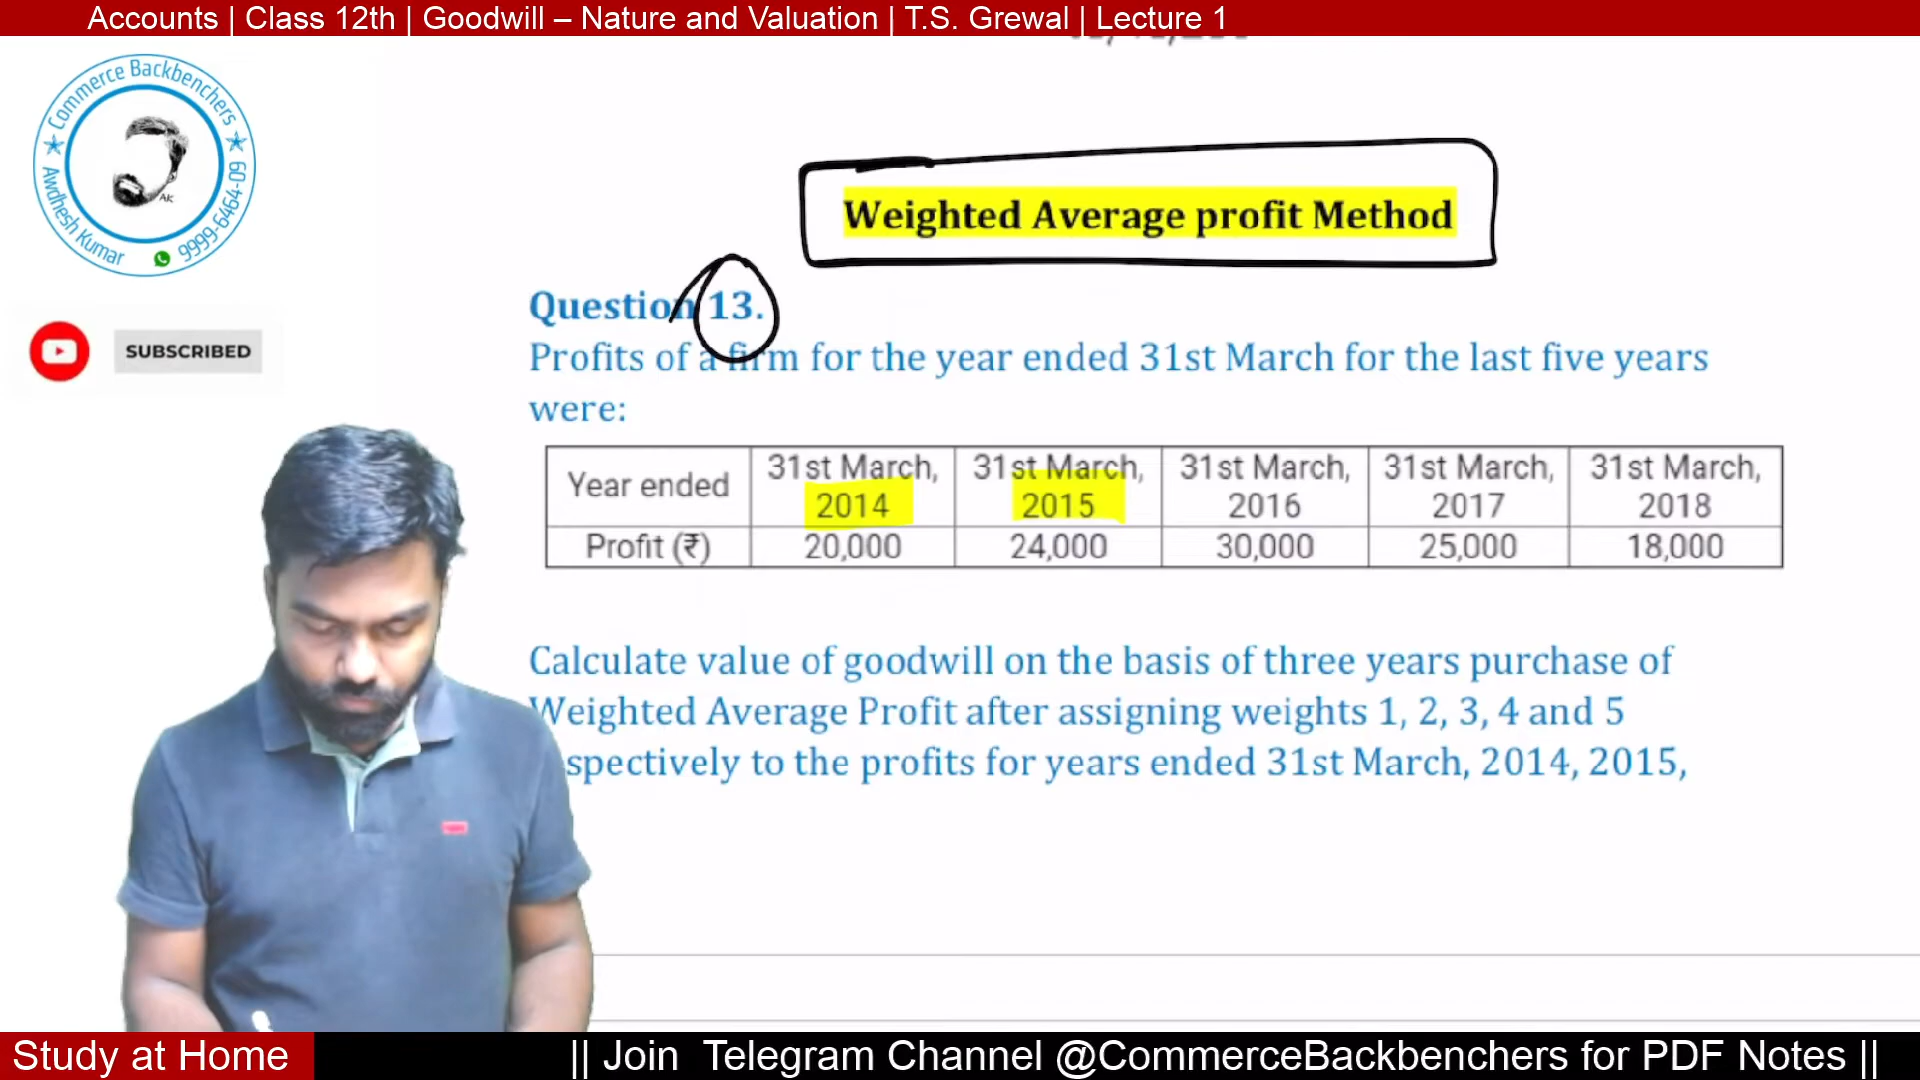 Accounts | Class 12th | Goodwill – Nature and Valuation | T.S. Grewal | Lecture 1
Commerce Backbenchers
AK
Awdhesh Kumar
9999-6464-09
SUBSCRIBED
Weighted Average profit Method
Question 13.
Profits of a firm for the year ended 31st March for the last five years
were:
Year ended 31st March, 2014 31st March, 2015 31st March, 2016 31st March, 2017 31st March, 2018
Profit (₹) 20,000 24,000 30,000 25,000 18,000
Calculate value of goodwill on the basis of three years purchase of
Weighted Average Profit after assigning weights 1, 2, 3, 4 and 5
spectively to the profits for years ended 31st March, 2014, 2015,
Study at Home
|| Join Telegram Channel @CommerceBackbenchers for PDF Notes ||